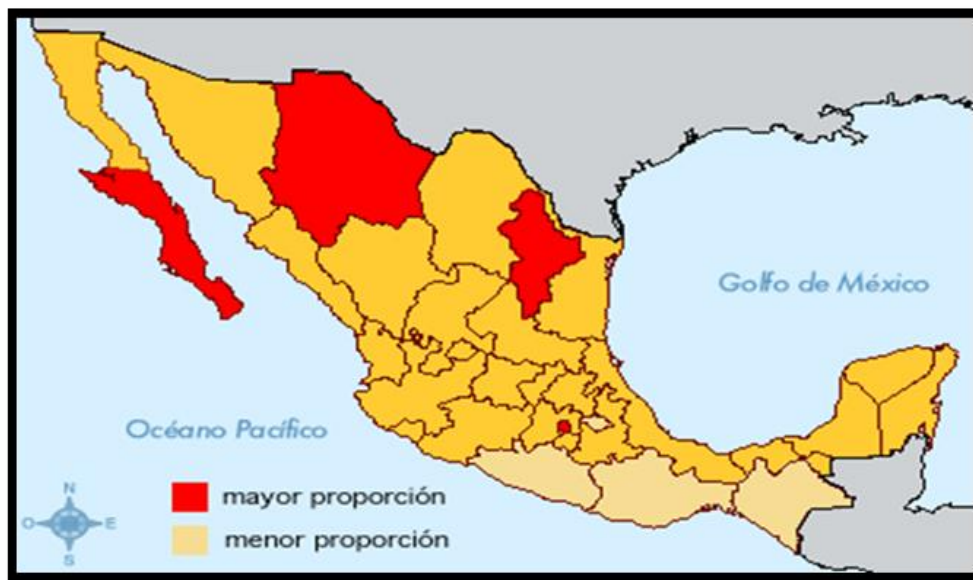 Golfo de México
Océano Pacífico
N
O
E
S
mayor proporción
menor proporción